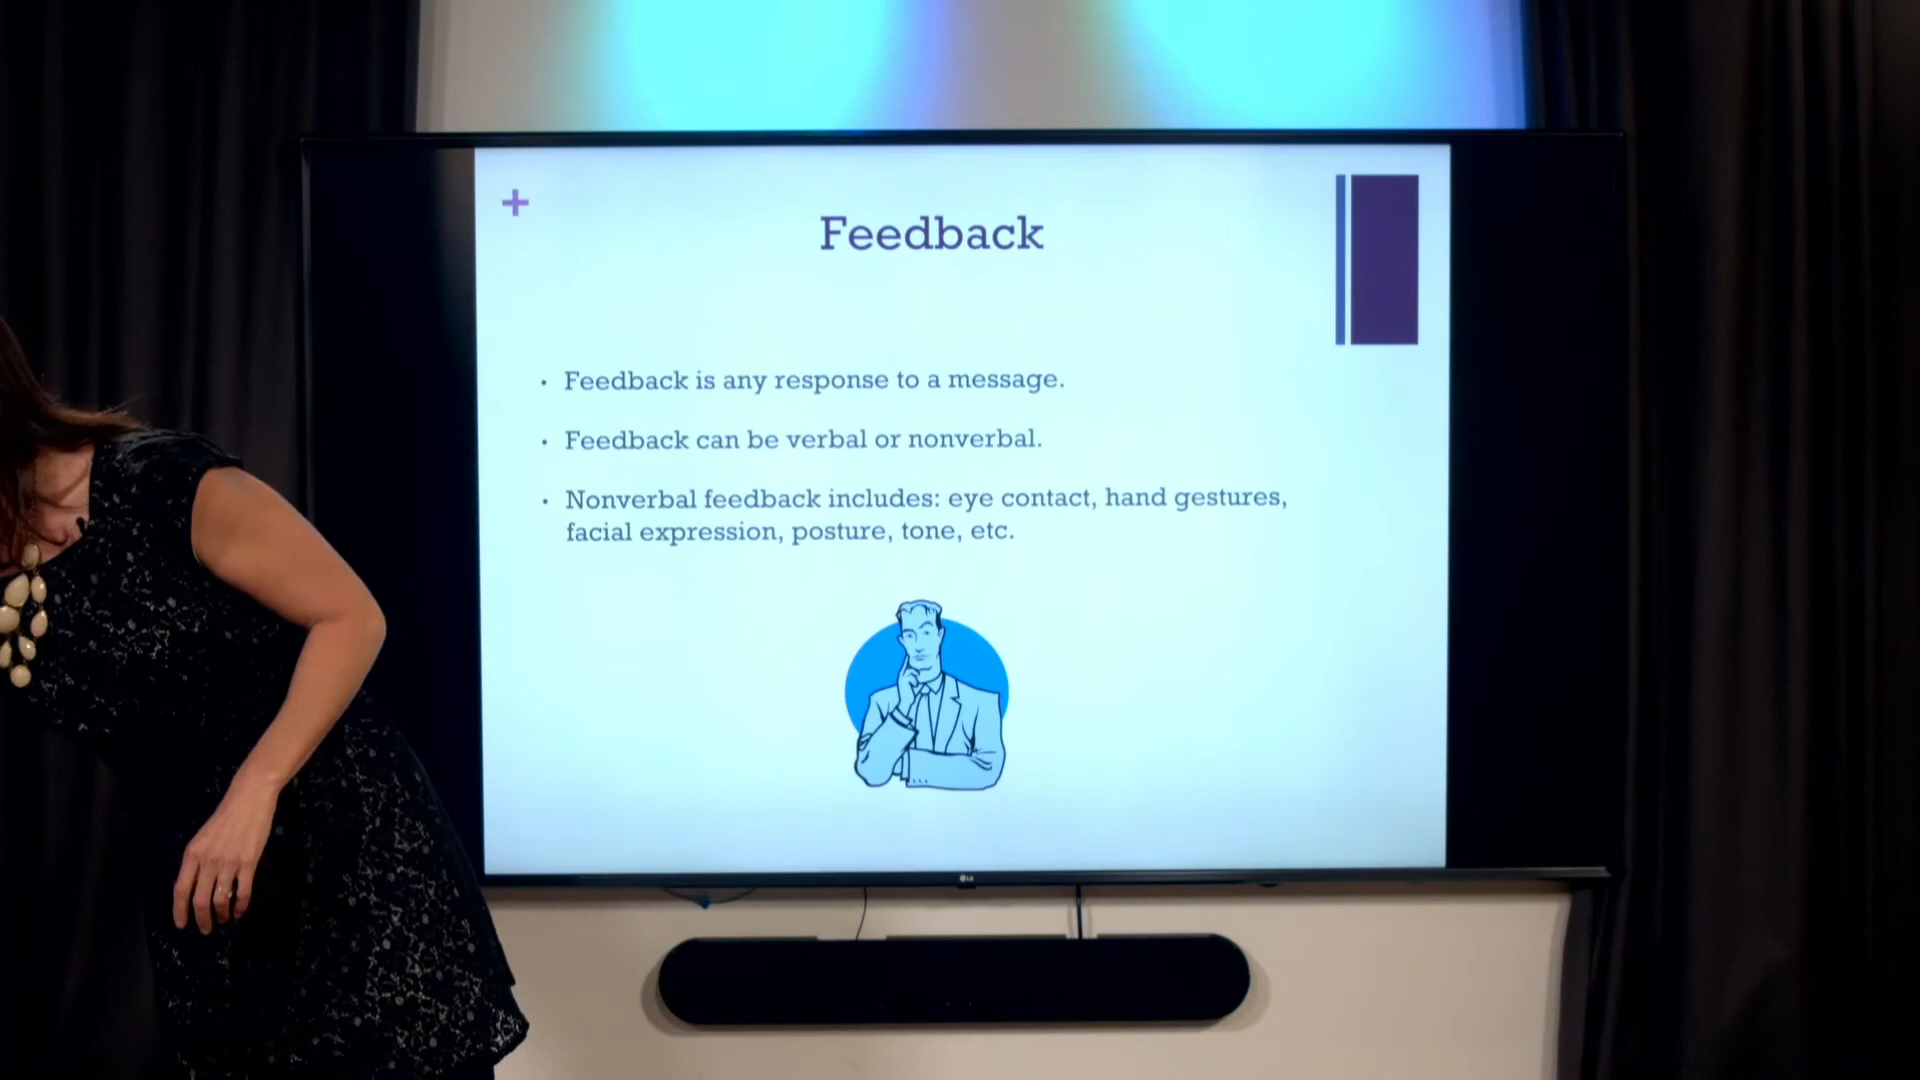 +
Feedback
• Feedback is any response to a message.
• Feedback can be verbal or nonverbal.
• Nonverbal feedback includes: eye contact, hand gestures,
facial expression, posture, tone, etc.
LG